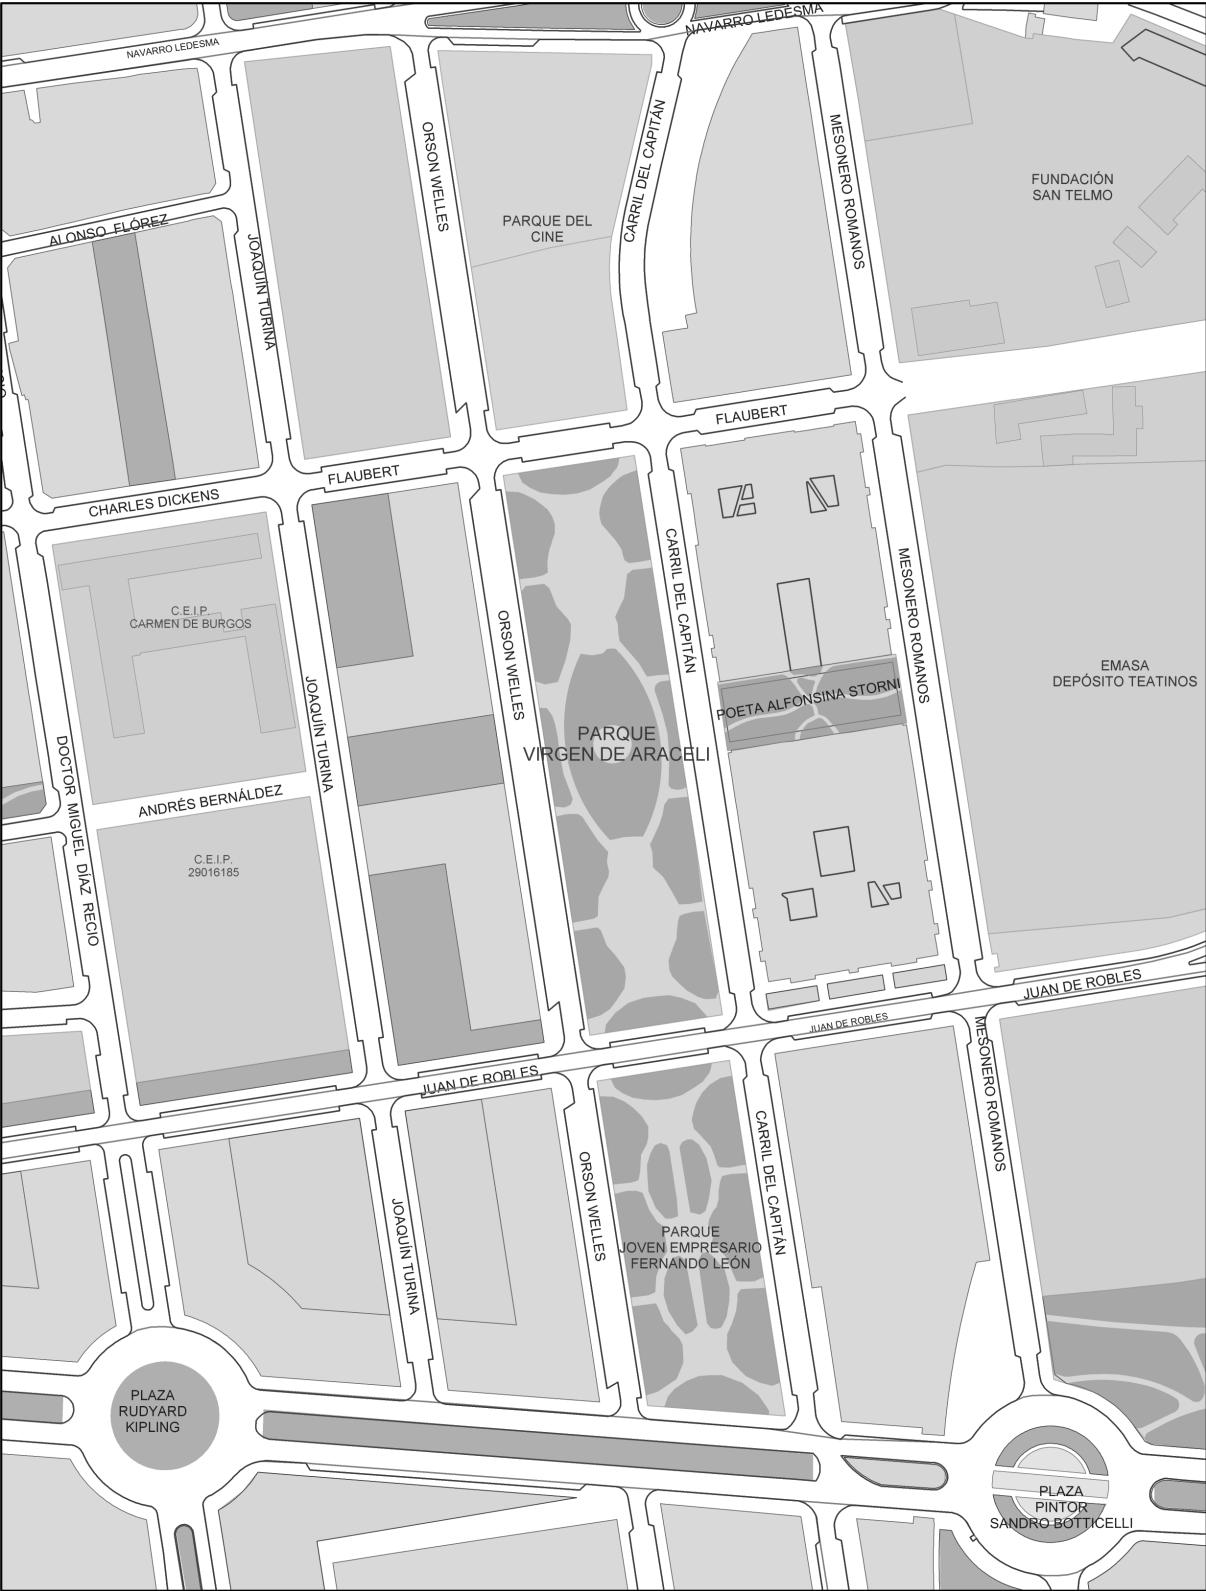 NAVARRO LEDESMA
NAVARRO LEDESMA
ORSON WELLES
CARRIL DEL CAPITÁN
MESONERO ROMANOS
FUNDACIÓN
SAN TELMO
PARQUE DEL
CINE
ALONSO FLÓREZ
JOAQUÍN TURINA
FLAUBERT
FLAUBERT
CHARLES DICKENS
C.E.I.P.
CARMEN DE BURGOS
ORSON WELLES
CARRIL DEL CAPITÁN
MESONERO ROMANOS
EMASA
DEPÓSITO TEATINOS
POETA ALFONSINA STORNI
JOAQUÍN TURINA
PARQUE
VIRGEN DE ARACELI
DOCTOR MIGUEL DÍAZ RECIO
ANDRÉS BERNÁLDEZ
C.E.I.P.
29016185
JUAN DE ROBLES
JUAN DE ROBLES
JUAN DE ROBLES
MESONERO ROMANOS
ORSON WELLES
CARRIL DEL CAPITÁN
JOAQUÍN TURINA
PARQUE
JOVEN EMPRESARIO
FERNANDO LEÓN
PLAZA
RUDYARD
KIPLING
PLAZA
PINTOR
SANDRO BOTTICELLI